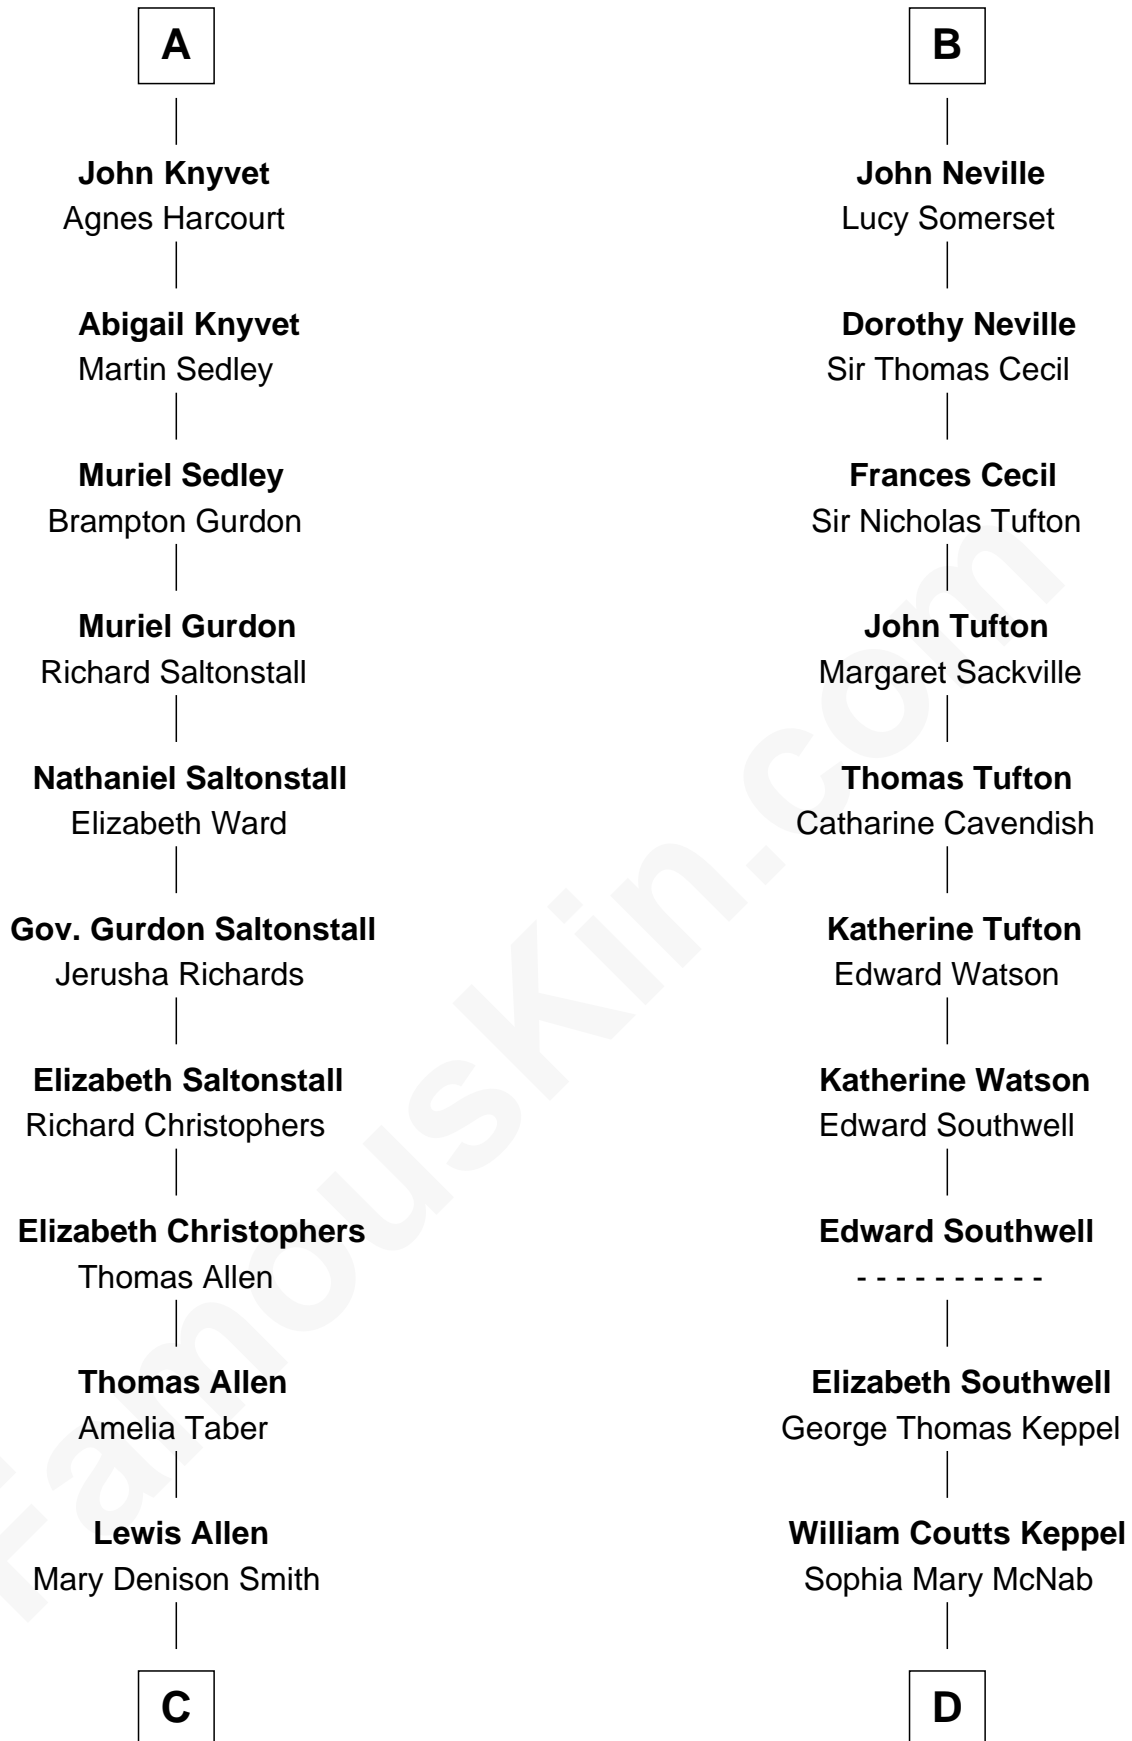 A
John Knyvet
Agnes Harcourt
Abigail Knyvet
Martin Sedley
Muriel Sedley
Brampton Gurdon
Muriel Gurdon
Richard Saltonstall
Nathaniel Saltonstall
Elizabeth Ward
Gov. Gurdon Saltonstall
Jerusha Richards
Elizabeth Saltonstall
Richard Christophers
Elizabeth Christophers
Thomas Allen
Thomas Allen
Amelia Taber
Lewis Allen
Mary Denison Smith
C
B
John Neville
Lucy Somerset
Dorothy Neville
Sir Thomas Cecil
Frances Cecil
Sir Nicholas Tufton
John Tufton
Margaret Sackville
Thomas Tufton
Catharine Cavendish
Katherine Tufton
Edward Watson
Katherine Watson
Edward Southwell
Edward Southwell
- - - - - - - - - -
Elizabeth Southwell
George Thomas Keppel
William Coutts Keppel
Sophia Mary McNab
D
FamousKin.com